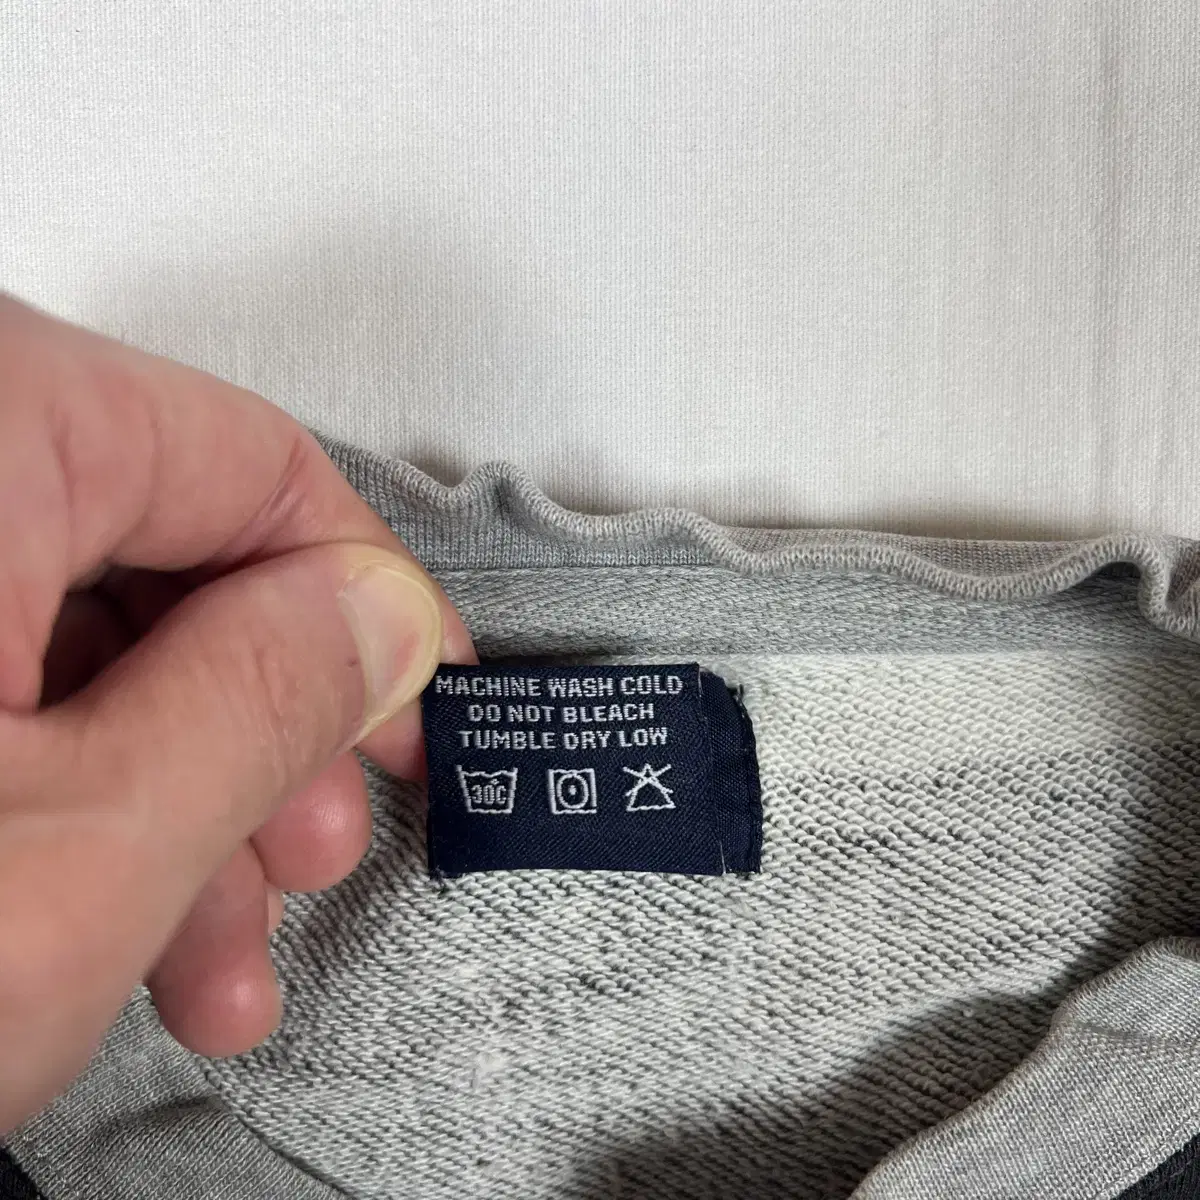 MACHINE WASH COLD
DO NOT BLEACH
TUMBLE DRY LOW
30°C